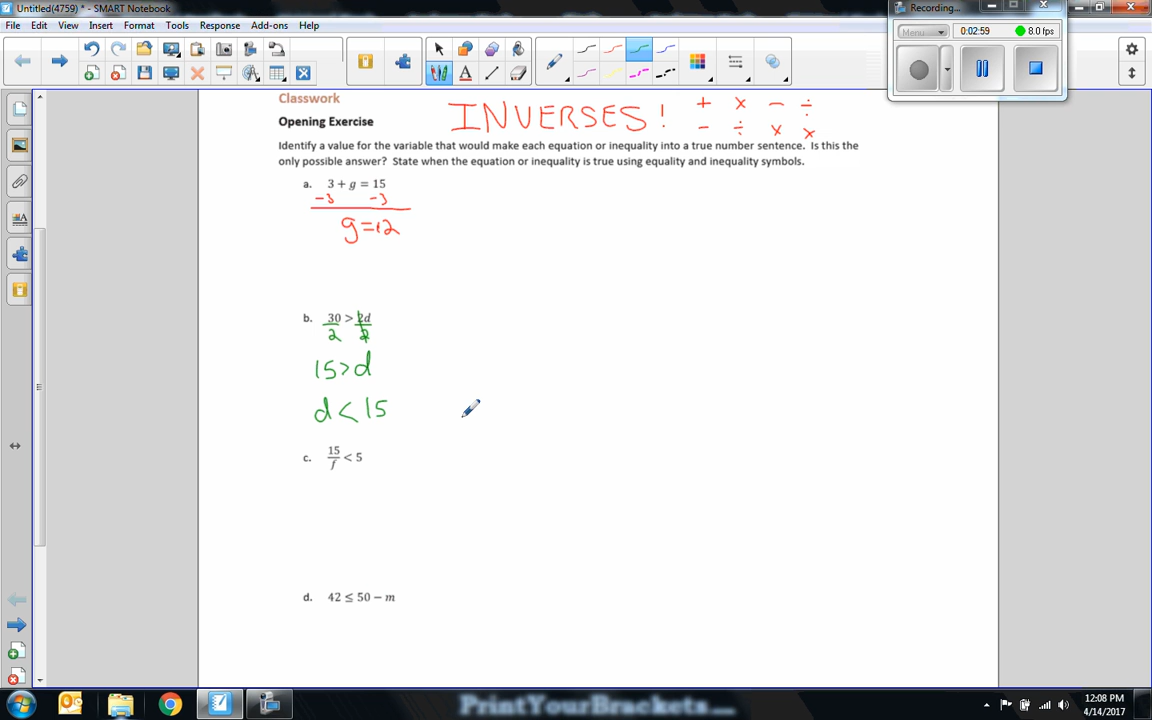 Untitled(4759) * - SMART Notebook
Recording...
File Edit View Insert Format Tools Response Add-ons Help
Menu
0:02:59
8.0 fps
Classwork
INVERSES! + × − ÷
− ÷ × ×
Opening Exercise
Identify a value for the variable that would make each equation or inequality into a true number sentence. Is this the
only possible answer? State when the equation or inequality is true using equality and inequality symbols.
a. 3 + g = 15
−3 −3
g=12
b. 30 > 2d
2 2
15>d
d<15
c. 15/f < 5
d. 42 ≤ 50 − m
PrintYourBrackets.com
12:08 PM
4/14/2017